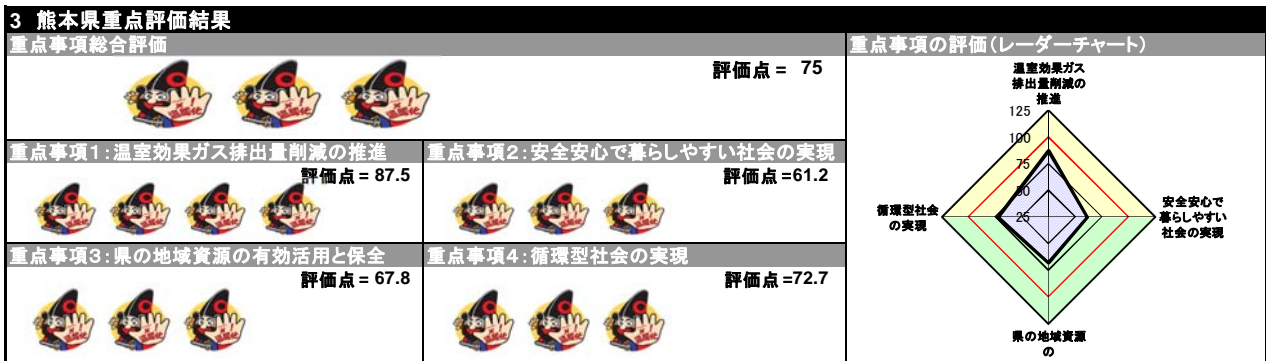 3 熊本県重点評価結果
重点事項総合評価
評価点 = 75
重点事項1:温室効果ガス排出量削減の推進
評価点 = 87.5
重点事項2:安全安心で暮らしやすい社会の実現
評価点 =61.2
重点事項3:県の地域資源の有効活用と保全
評価点 = 67.8
重点事項4:循環型社会の実現
評価点 =72.7
重点事項の評価(レーダーチャート)
温室効果ガス
排出量削減の
推進
125
100
75
50
25
循環型社会
の実現
安全安心で
暮らしやすい
社会の実現
県の地域資源
の